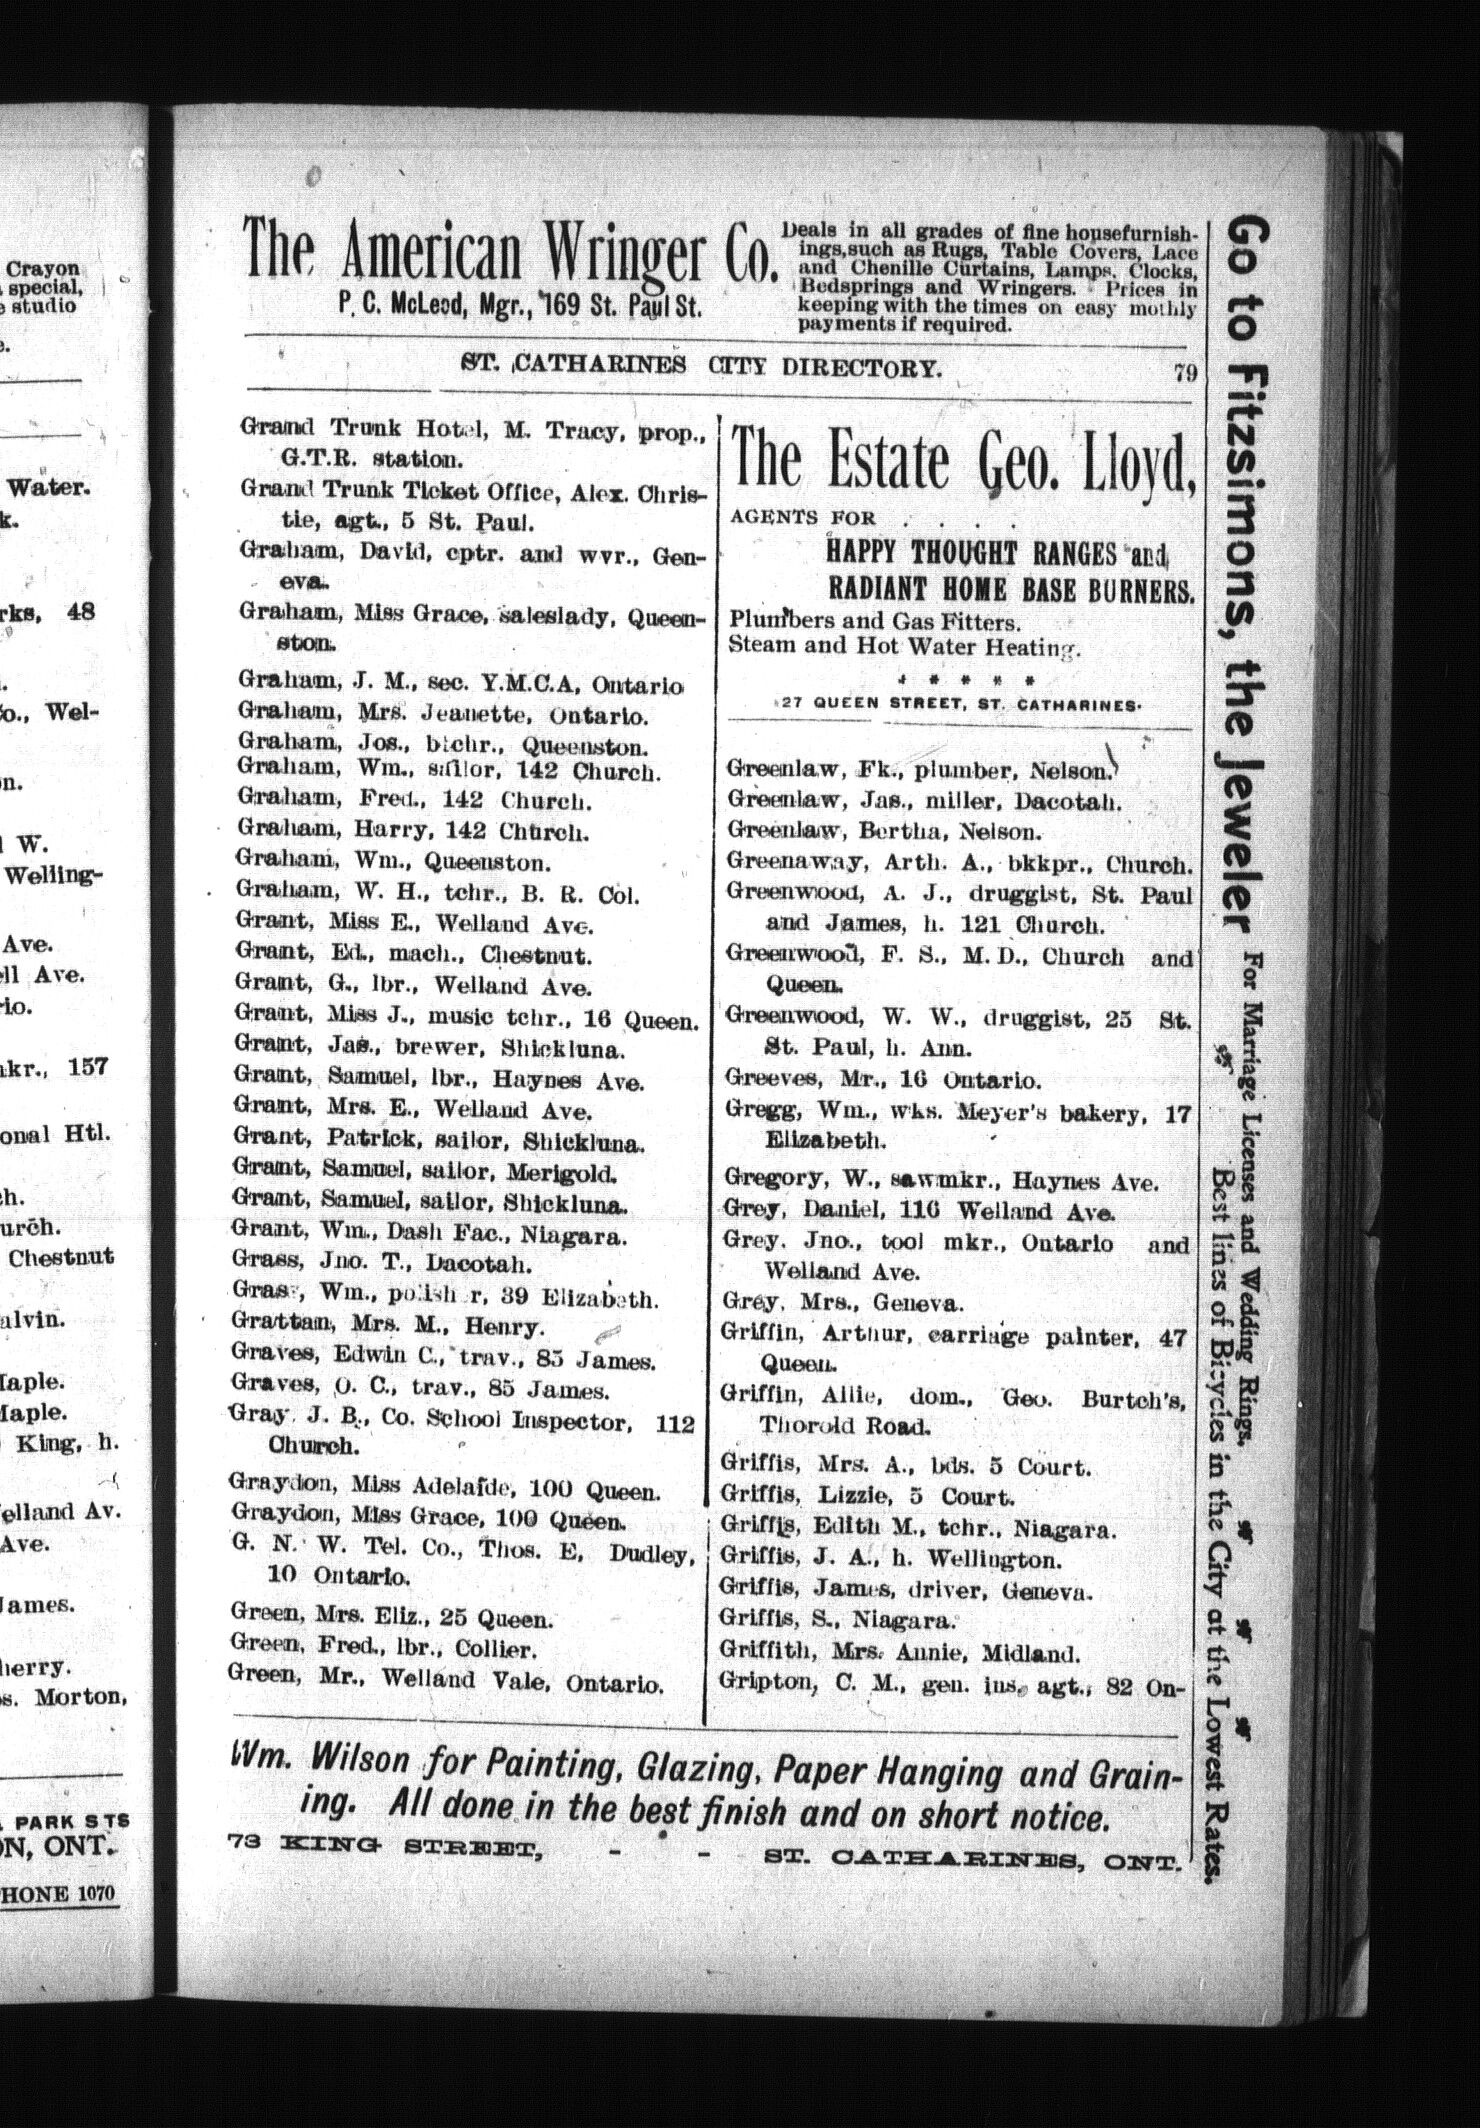 Crayon
special,
studio
Water.
48
Wel-
W.
Welling-
Ave.
Ave.
157
Htl.
Chestnut
King, h.
Av.
Ave.
Morton,
PARK STS
ONT.
1070
The American Wringer Co.
P. C. McLeod, Mgr., 169 St. Paul St.
Deals in all grades of fine housefurnish-
ings, such as Rugs, Table Covers, Lace
and Chenille Curtains, Lamps, Clocks,
Bedsprings and Wringers. Prices in
keeping with the times on easy mothly
payments if required.
ST. CATHARINES CITY DIRECTORY. 79
Grand Trunk Hotel, M. Tracy, prop.,
G.T.R. station.
Grand Trunk Ticket Office, Alex. Chris-
tie, agt., 5 St. Paul.
Graham, David, cptr. and wvr., Gen-
eva.
Graham, Miss Grace, saleslady, Queen-
ston.
Graham, J. M., sec. Y.M.C.A, Ontario
Graham, Mrs. Jeanette, Ontario.
Graham, Jos., btchr., Queenston.
Graham, Wm., sailor, 142 Church.
Graham, Fred., 142 Church.
Graham, Harry, 142 Church.
Graham, Wm., Queenston.
Graham, W. H., tchr., B. R. Col.
Grant, Miss E., Welland Ave.
Grant, Ed., mach., Chestnut.
Grant, G., lbr., Welland Ave.
Grant, Miss J., music tchr., 16 Queen.
Grant, Jas., brewer, Shickluna.
Grant, Samuel, lbr., Haynes Ave.
Grant, Mrs. E., Welland Ave.
Grant, Patrick, sailor, Shickluna.
Grant, Samuel, sailor, Merigold.
Grant, Samuel, sailor, Shickluna.
Grant, Wm., Dash Fac., Niagara.
Grass, Jno. T., Dacotah.
Grass, Wm., polisher, 39 Elizabeth.
Grattan, Mrs. M., Henry.
Graves, Edwin C., trav., 85 James.
Graves, O. C., trav., 85 James.
Gray, J. B., Co. School Inspector, 112
Church.
Graydon, Miss Adelaide, 100 Queen.
Graydon, Miss Grace, 100 Queen.
G. N. W. Tel. Co., Thos. E, Dudley,
10 Ontario.
Green, Mrs. Eliz., 25 Queen.
Green, Fred., lbr., Collier.
Green, Mr., Welland Vale, Ontario.
The Estate Geo. Lloyd,
AGENTS FOR . . . .
HAPPY THOUGHT RANGES and
RADIANT HOME BASE BURNERS.
Plumbers and Gas Fitters.
Steam and Hot Water Heating.
* * * * *
27 QUEEN STREET, ST. CATHARINES.
Greenlaw, Fk., plumber, Nelson.
Greenlaw, Jas., miller, Dacotah.
Greenlaw, Bertha, Nelson.
Greenaway, Arth. A., bkkpr., Church.
Greenwood, A. J., druggist, St. Paul
and James, h. 121 Church.
Greenwood, F. S., M. D., Church and
Queen.
Greenwood, W. W., druggist, 25 St.
St. Paul, h. Ann.
Greeves, Mr., 16 Ontario.
Gregg, Wm., wks. Meyer's bakery, 17
Elizabeth.
Gregory, W., sawmkr., Haynes Ave.
Grey, Daniel, 116 Welland Ave.
Grey, Jno., tool mkr., Ontario and
Welland Ave.
Grey, Mrs., Geneva.
Griffin, Arthur, carriage painter, 47
Queen.
Griffin, Allie, dom., Geo. Burtch's,
Thorold Road.
Griffis, Mrs. A., bds. 5 Court.
Griffis, Lizzie, 5 Court.
Griffis, Edith M., tchr., Niagara.
Griffis, J. A., h. Wellington.
Griffis, James, driver, Geneva.
Griffis, S., Niagara.
Griffith, Mrs. Annie, Midland.
Gripton, C. M., gen. ins. agt., 82 On-
Wm. Wilson for Painting, Glazing, Paper Hanging and Grain-
ing. All done in the best finish and on short notice.
73 KING STREET, - - ST. CATHARINES, ONT.
Go to Fitzsimons, the Jeweler
For Marriage Licenses and Wedding Rings.
Best lines of Bicycles in the City at the Lowest Rates.